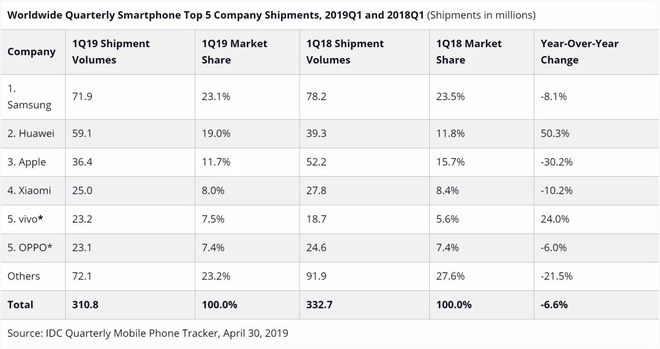 Worldwide Quarterly Smartphone Top 5 Company Shipments, 2019Q1 and 2018Q1 (Shipments in millions)
Company 1Q19 Shipment Volumes 1Q19 Market Share 1Q18 Shipment Volumes 1Q18 Market Share Year-Over-Year Change
1. Samsung 71.9 23.1% 78.2 23.5% -8.1%
2. Huawei 59.1 19.0% 39.3 11.8% 50.3%
3. Apple 36.4 11.7% 52.2 15.7% -30.2%
4. Xiaomi 25.0 8.0% 27.8 8.4% -10.2%
5. vivo* 23.2 7.5% 18.7 5.6% 24.0%
5. OPPO* 23.1 7.4% 24.6 7.4% -6.0%
Others 72.1 23.2% 91.9 27.6% -21.5%
Total 310.8 100.0% 332.7 100.0% -6.6%
Source: IDC Quarterly Mobile Phone Tracker, April 30, 2019